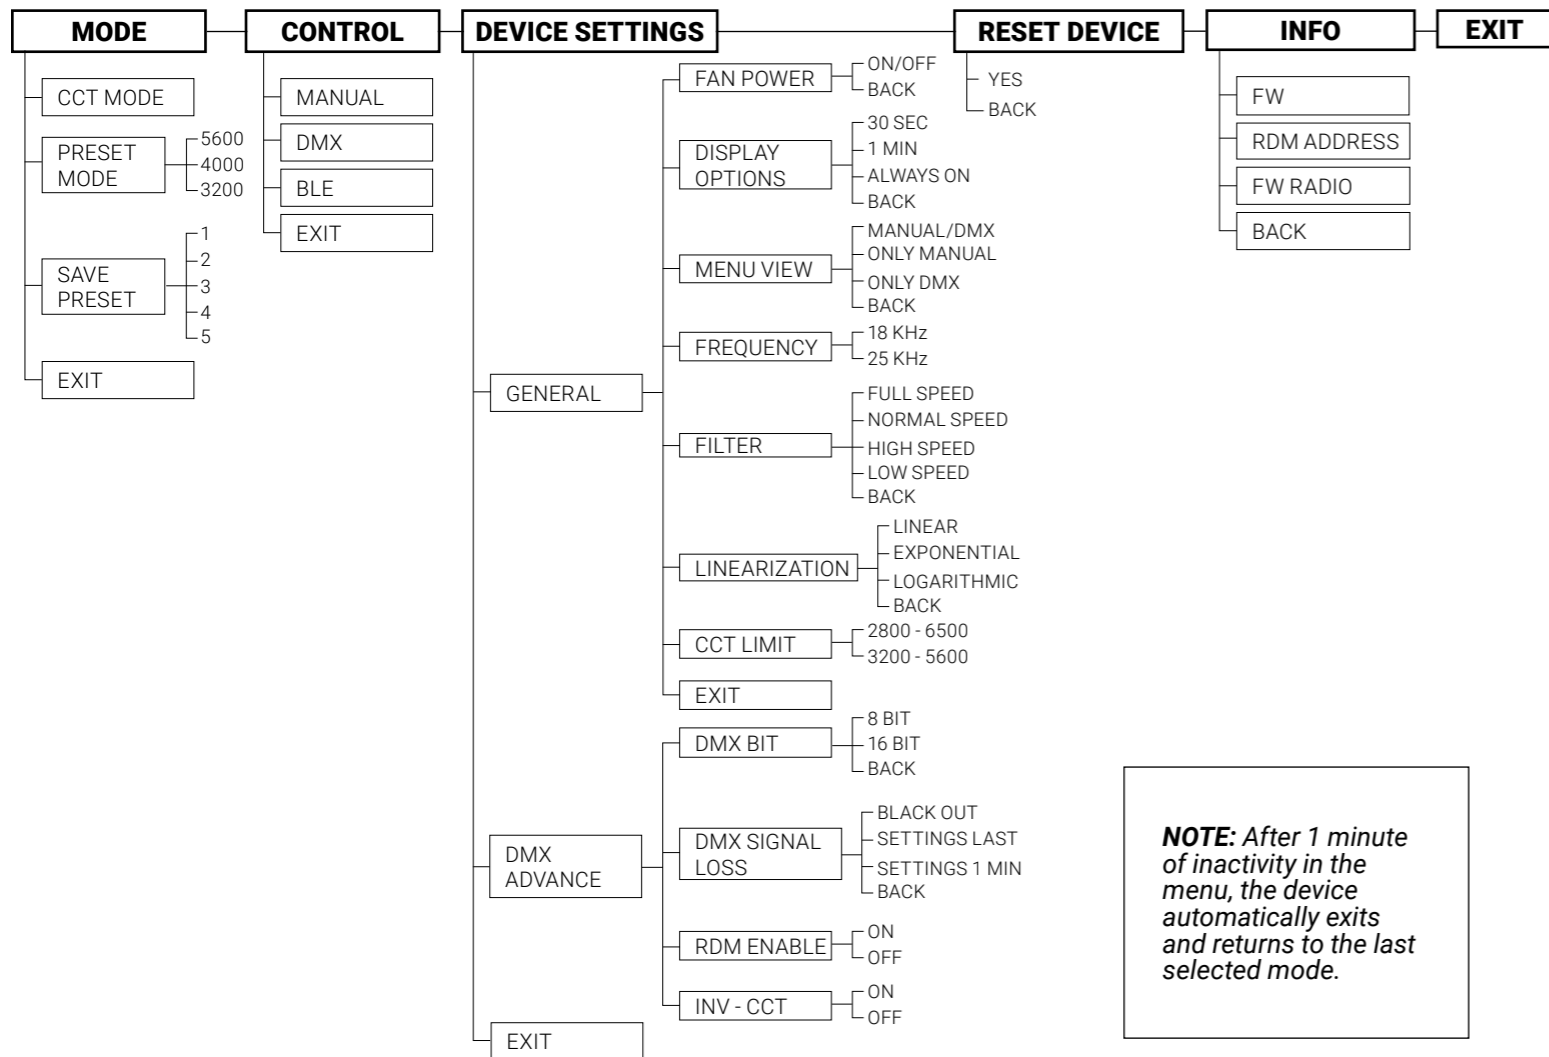 MODE
CONTROL
DEVICE SETTINGS
RESET DEVICE
INFO
EXIT
CCT MODE
PRESET
MODE
5600
4000
3200
SAVE
PRESET
1
2
3
4
5
EXIT
MANUAL
DMX
BLE
EXIT
GENERAL
FAN POWER
ON/OFF
BACK
DISPLAY
OPTIONS
30 SEC
1 MIN
ALWAYS ON
BACK
MENU VIEW
MANUAL/DMX
ONLY MANUAL
ONLY DMX
BACK
FREQUENCY
18 KHz
25 KHz
FILTER
FULL SPEED
NORMAL SPEED
HIGH SPEED
LOW SPEED
BACK
LINEARIZATION
LINEAR
EXPONENTIAL
LOGARITHMIC
BACK
CCT LIMIT
2800 - 6500
3200 - 5600
EXIT
DMX
ADVANCE
DMX BIT
8 BIT
16 BIT
BACK
DMX SIGNAL
LOSS
BLACK OUT
SETTINGS LAST
SETTINGS 1 MIN
BACK
RDM ENABLE
ON
OFF
INV - CCT
ON
OFF
EXIT
YES
BACK
FW
RDM ADDRESS
FW RADIO
BACK
NOTE: After 1 minute
of inactivity in the
menu, the device
automatically exits
and returns to the last
selected mode.